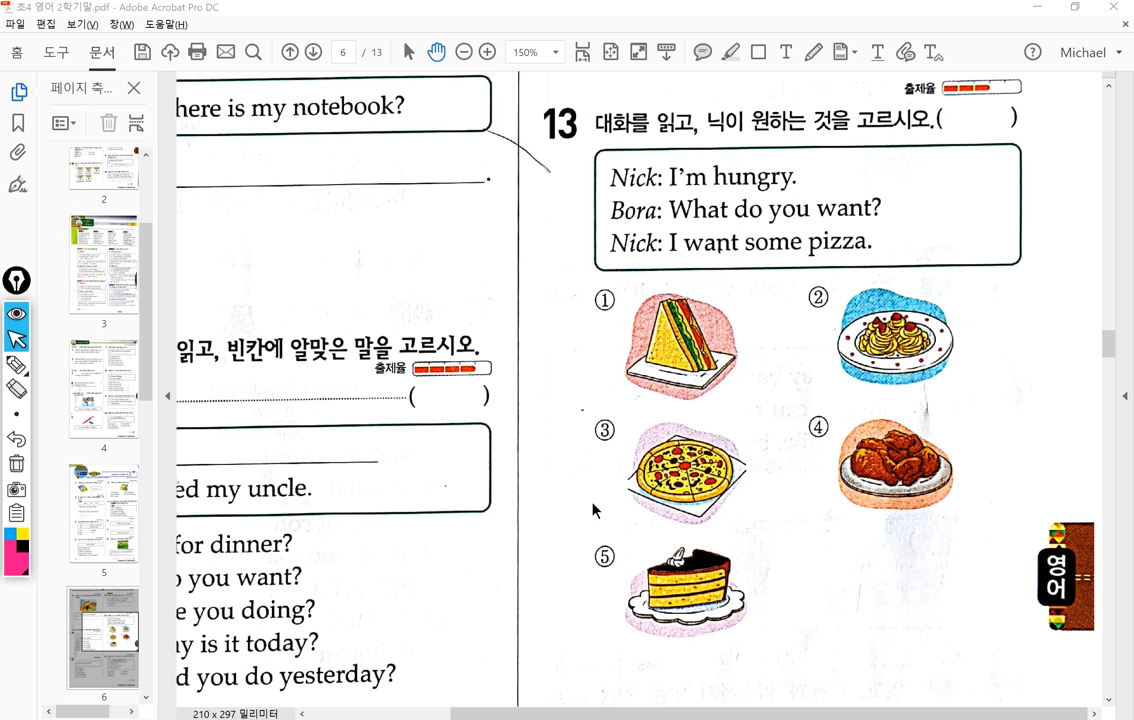 초4 영어 2학기말.pdf - Adobe Acrobat Pro DC
파일 편집 보기(V) 창(W) 도움말(H)
홈 도구 문서
6 / 13
150%
Michael
페이지 축...
2
3
4
5
6
here is my notebook?
.
읽고, 빈칸에 알맞은 말을 고르시오.
출제율
( )
ed my uncle.
for dinner?
o you want?
e you doing?
ay is it today?
d you do yesterday?
출제율
13 대화를 읽고, 닉이 원하는 것을 고르시오.( )
Nick: I'm hungry.
Bora: What do you want?
Nick: I want some pizza.
① ②
③ ④
⑤
영어
210 x 297 밀리미터